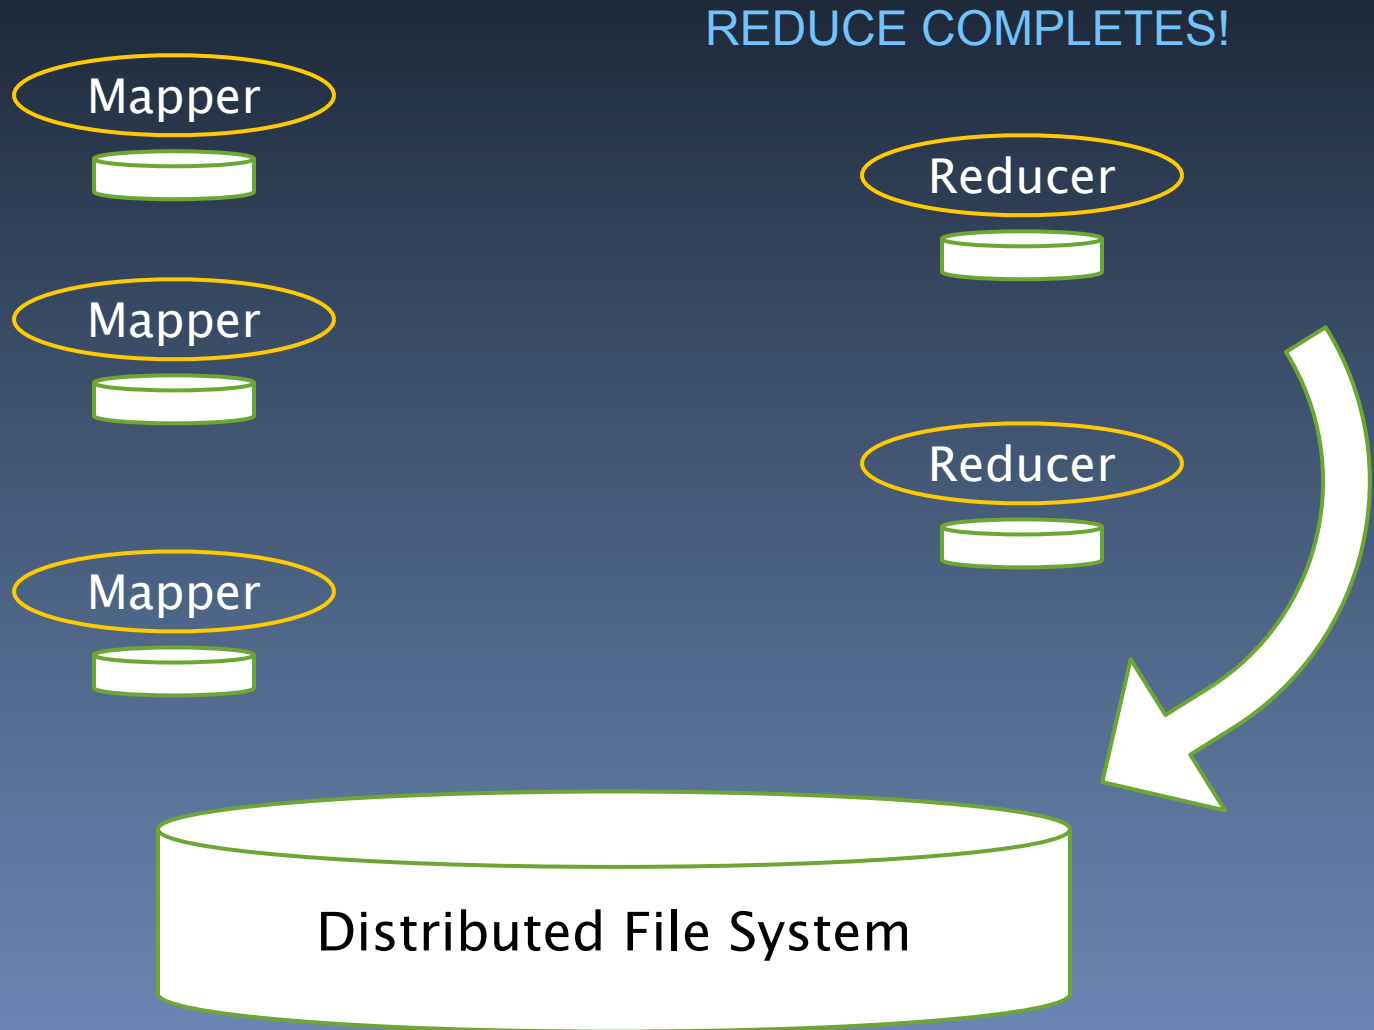 REDUCE COMPLETES!
Mapper
Reducer
Mapper
Reducer
Mapper
Distributed File System